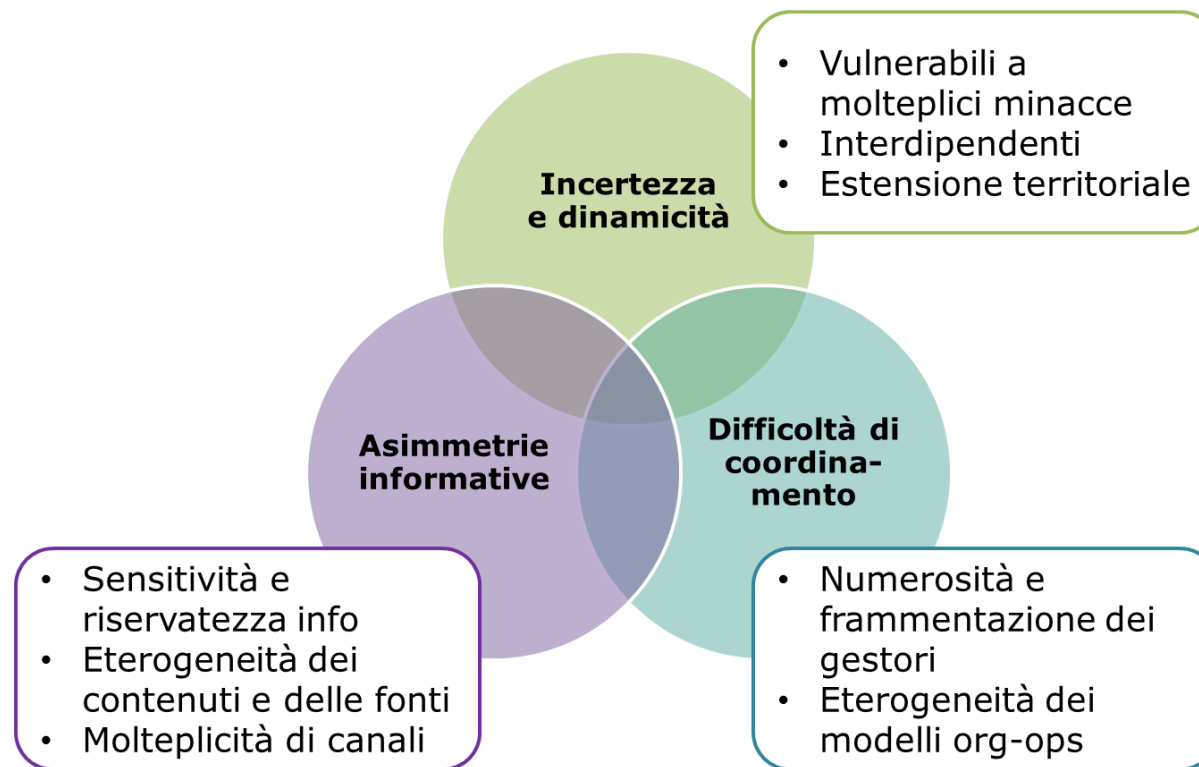 • Vulnerabili a
molteplici minacce
• Interdipendenti
• Estensione territoriale
Incertezza
e dinamicità
Asimmetrie
informative
Difficoltà di
coordina-
mento
• Sensitività e
riservatezza info
• Eterogeneità dei
contenuti e delle fonti
• Molteplicità di canali
• Numerosità e
frammentazione dei
gestori
• Eterogeneità dei
modelli org-ops